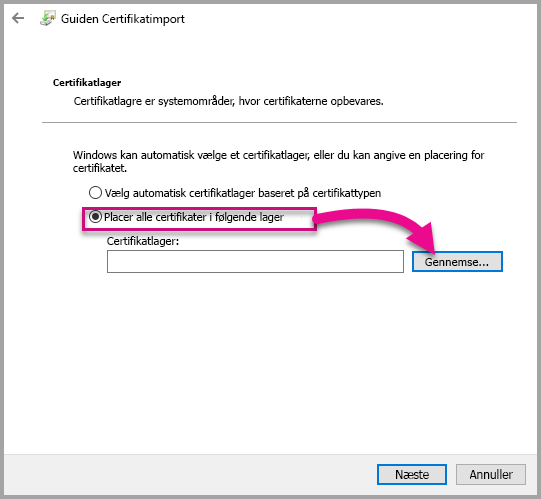 Guiden Certifikatimport
Certifikatlager
Certifikatlagre er systemområder, hvor certifikaterne opbevares.
Windows kan automatisk vælge et certifikatlager, eller du kan angive en placering for
certifikatet.
Vælg automatisk certifikatlager baseret på certifikattypen
Placer alle certifikater i følgende lager
Certifikatlager:
Gennemse...
Næste
Annuller